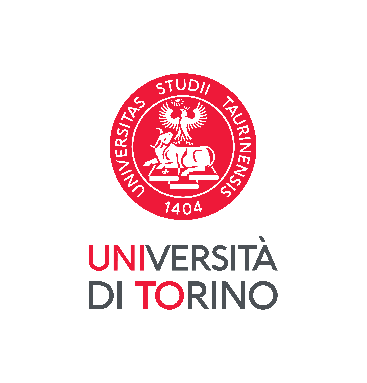 UNIVERSITAS STUDII TAURINENSIS
1404
UNIVERSITÀ
DI TORINO